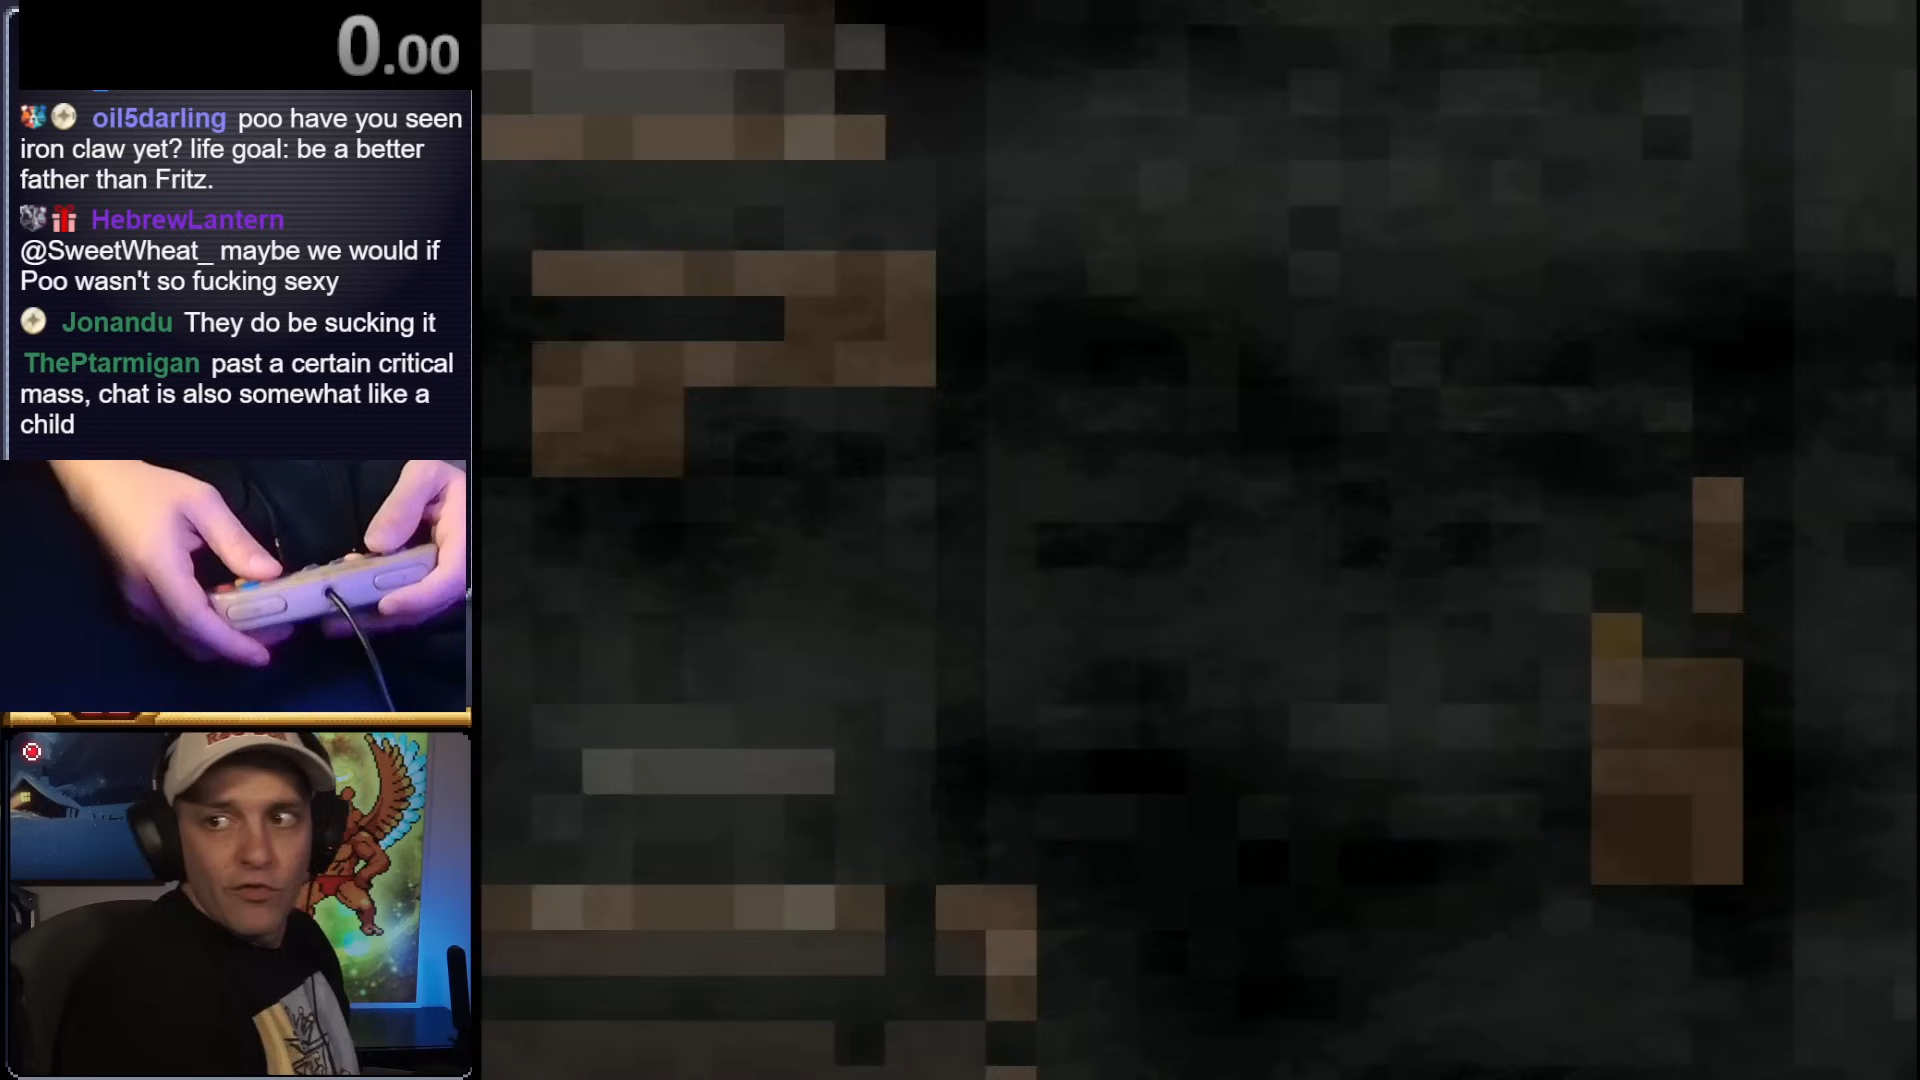 0.00
oil5darling poo have you seen
iron claw yet? life goal: be a better
father than Fritz.
HebrewLantern
@SweetWheat_ maybe we would if
Poo wasn't so fucking sexy
Jonandu They do be sucking it
ThePtarmigan past a certain critical
mass, chat is also somewhat like a
child